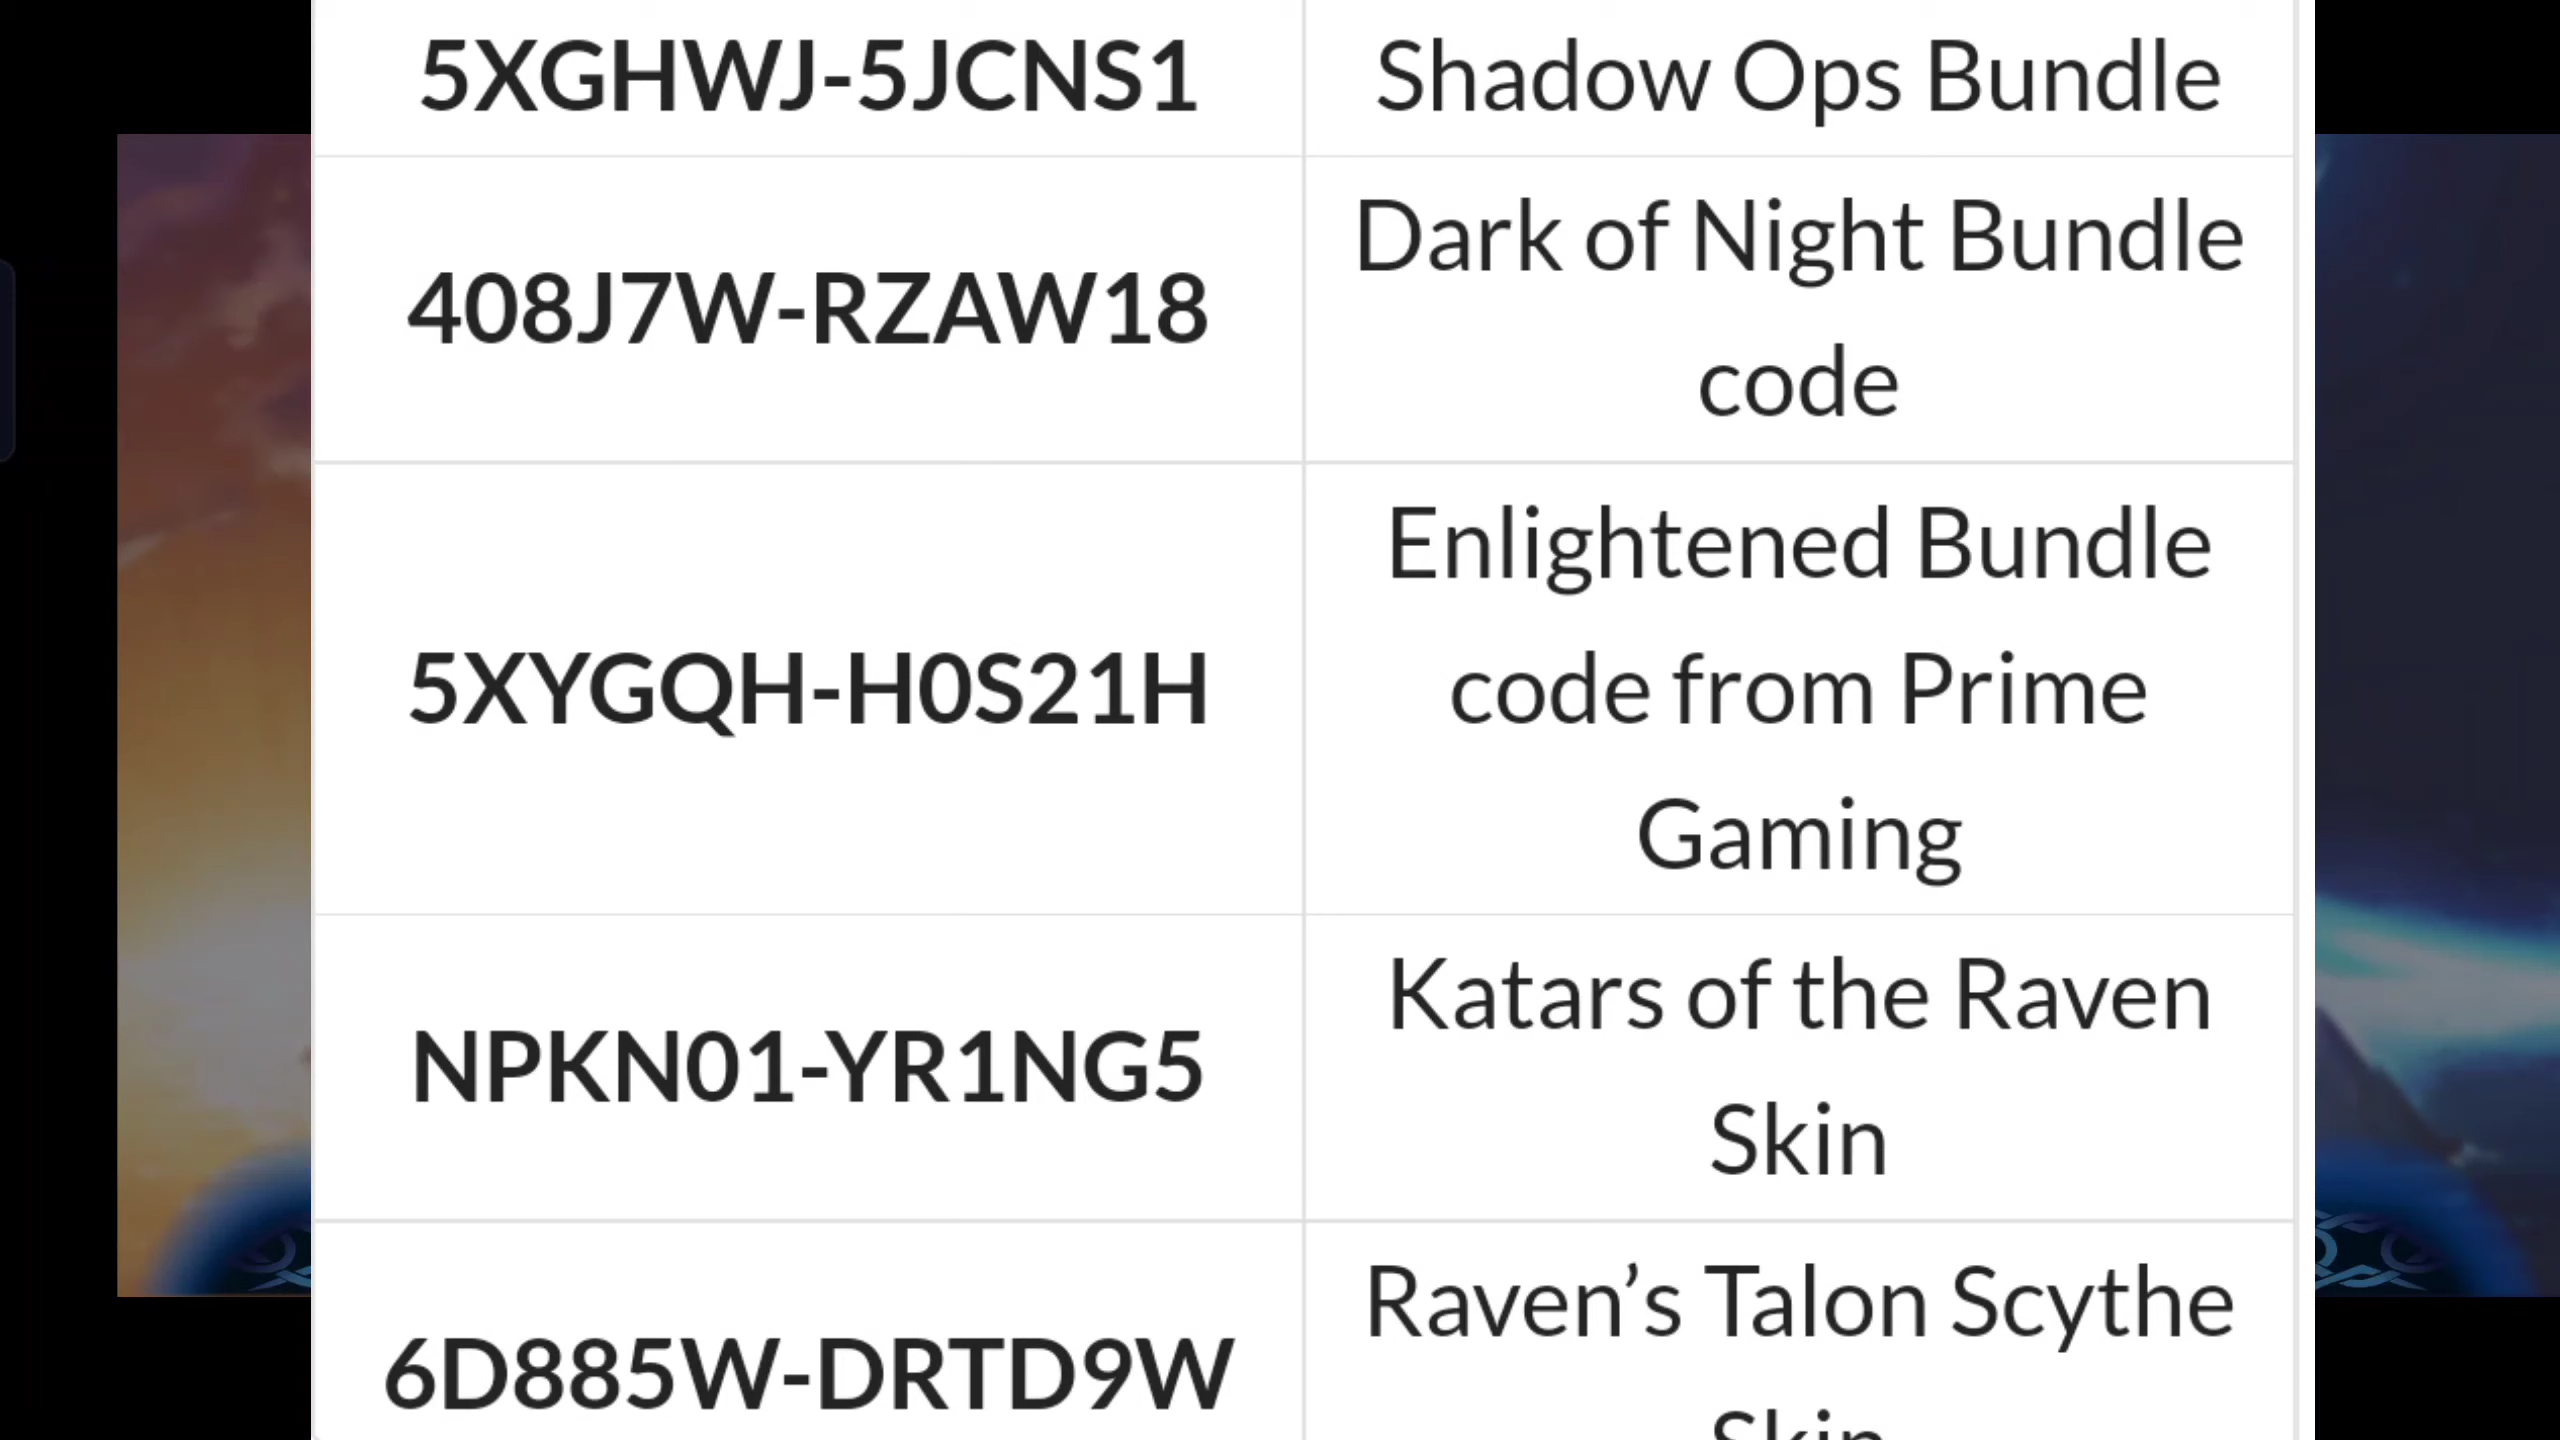 5XGHWJ-5JCNS1
Shadow Ops Bundle
408J7W-RZAW18
Dark of Night Bundle
code
5XYGQH-H0S21H
Enlightened Bundle
code from Prime
Gaming
NPKN01-YR1NG5
Katars of the Raven
Skin
6D885W-DRTD9W
Raven’s Talon Scythe
Skin